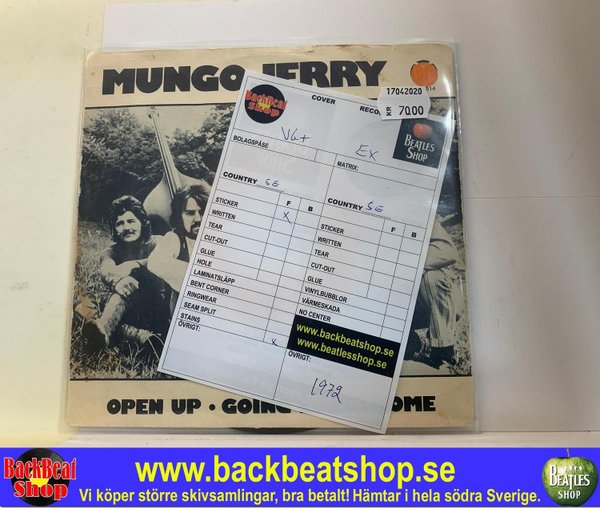 MUNGO JERRY
514
BackBeat
Shop
COVER
RECO
17042020
KR 7000
BEATLES
SHOP
VG+
EX
BOLAGSPÅSE
MATRIX:
COUNTRY SE
COUNTRY SE
F B
F B
STICKER
X
WRITTEN
TEAR
CUT-OUT
GLUE
HOLE
LAMINATSLÄPP
BENT CORNER
RINGWEAR
SEAM SPLIT
STAINS
X
ÖVRIGT:
STICKER
WRITTEN
TEAR
CUT-OUT
GLUE
VINYLBUBBLOR
VÄRMESKADA
NO CENTER
www.backbeatshop.se
www.beatlesshop.se
ÖVRIGT:
1972
OPEN UP • GOING OME
BackBeat
Shop
www.backbeatshop.se
Vi köper större skivsamlingar, bra betalt! Hämtar i hela södra Sverige.
BEATLES
SHOP